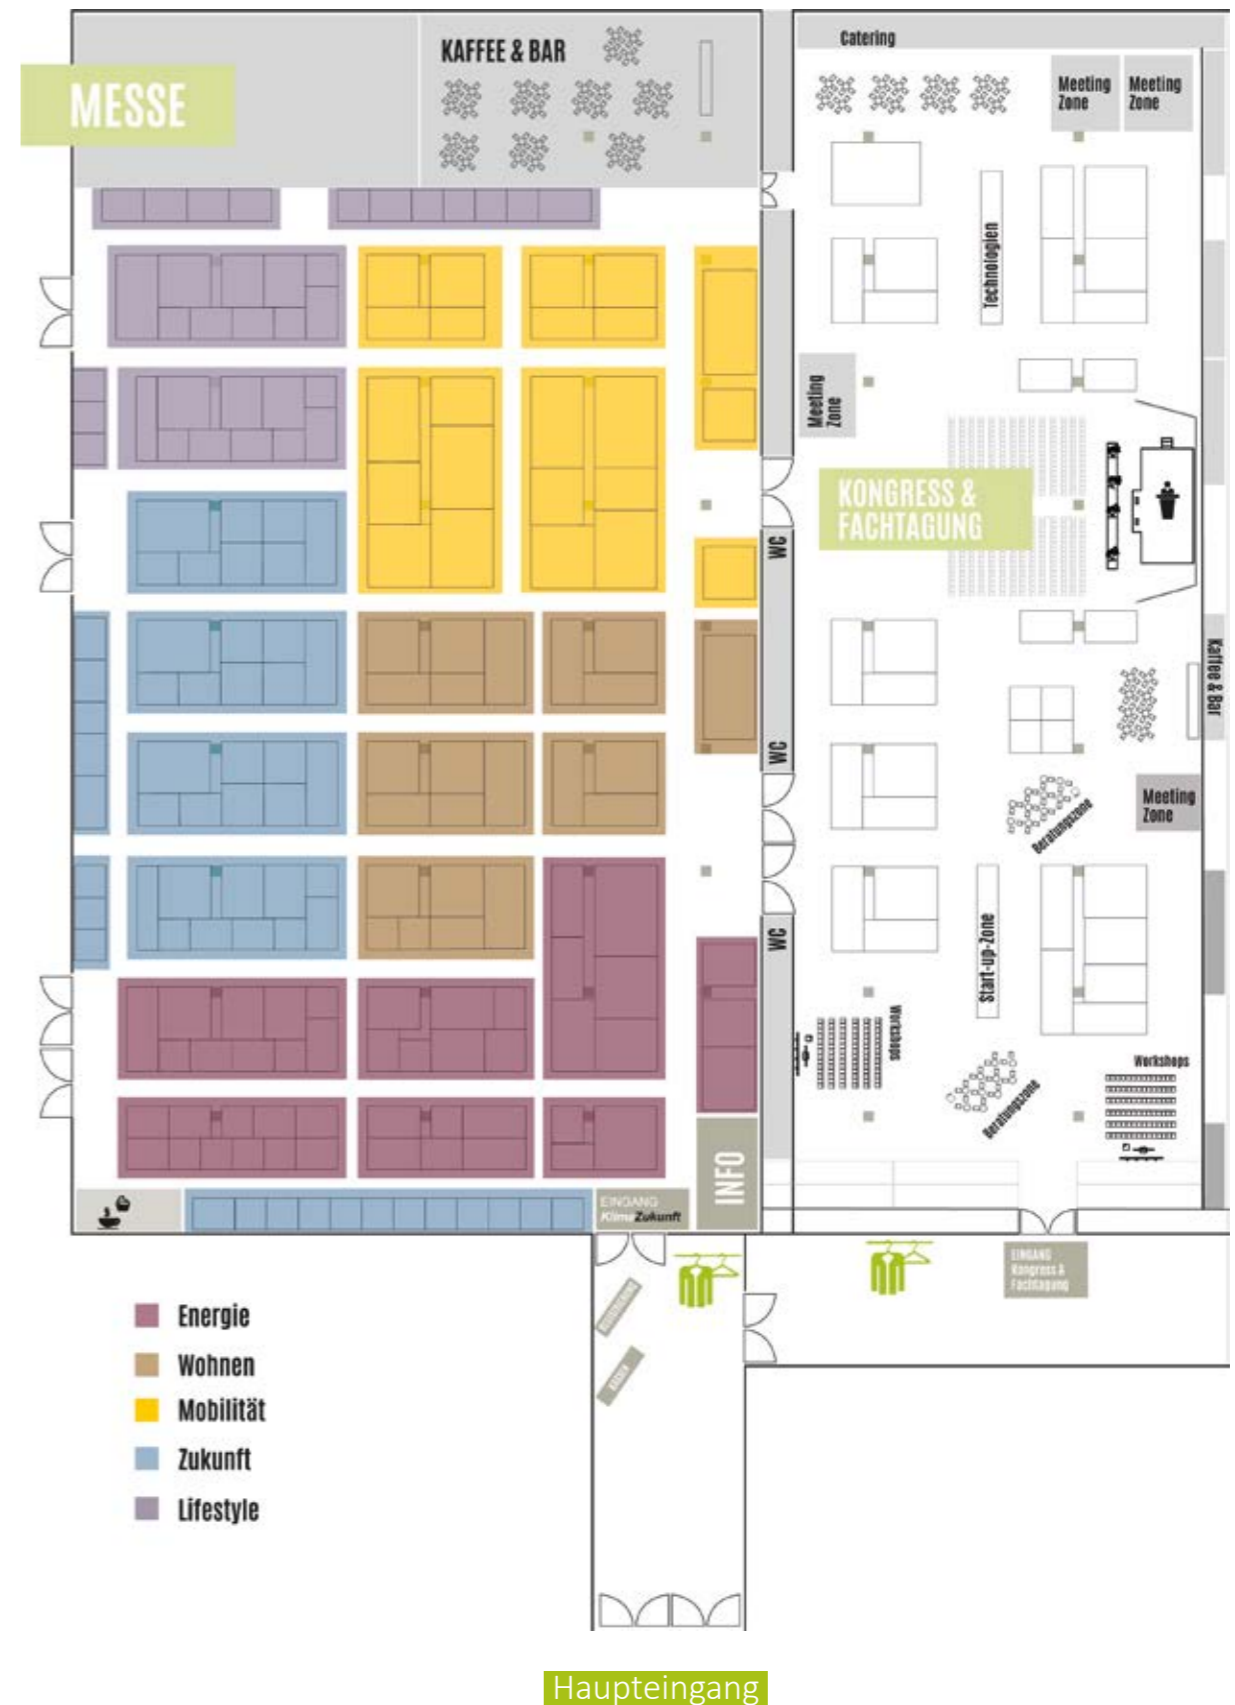 MESSE
KAFFEE & BAR
Catering
Meeting
Zone
Meeting
Zone
Technologien
Meeting
Zone
KONGRESS &
FACHTAGUNG
WC
Kaffee & Bar
WC
Meeting
Zone
Beratungszone
WC
Start-up-Zone
Workshops
Workshops
Beratungszone
INFO
EINGANG
KlimaZukunft
EINGANG
Kongress &
Fachtagung
KASSEN
Energie
Wohnen
Mobilität
Zukunft
Lifestyle
Haupteingang